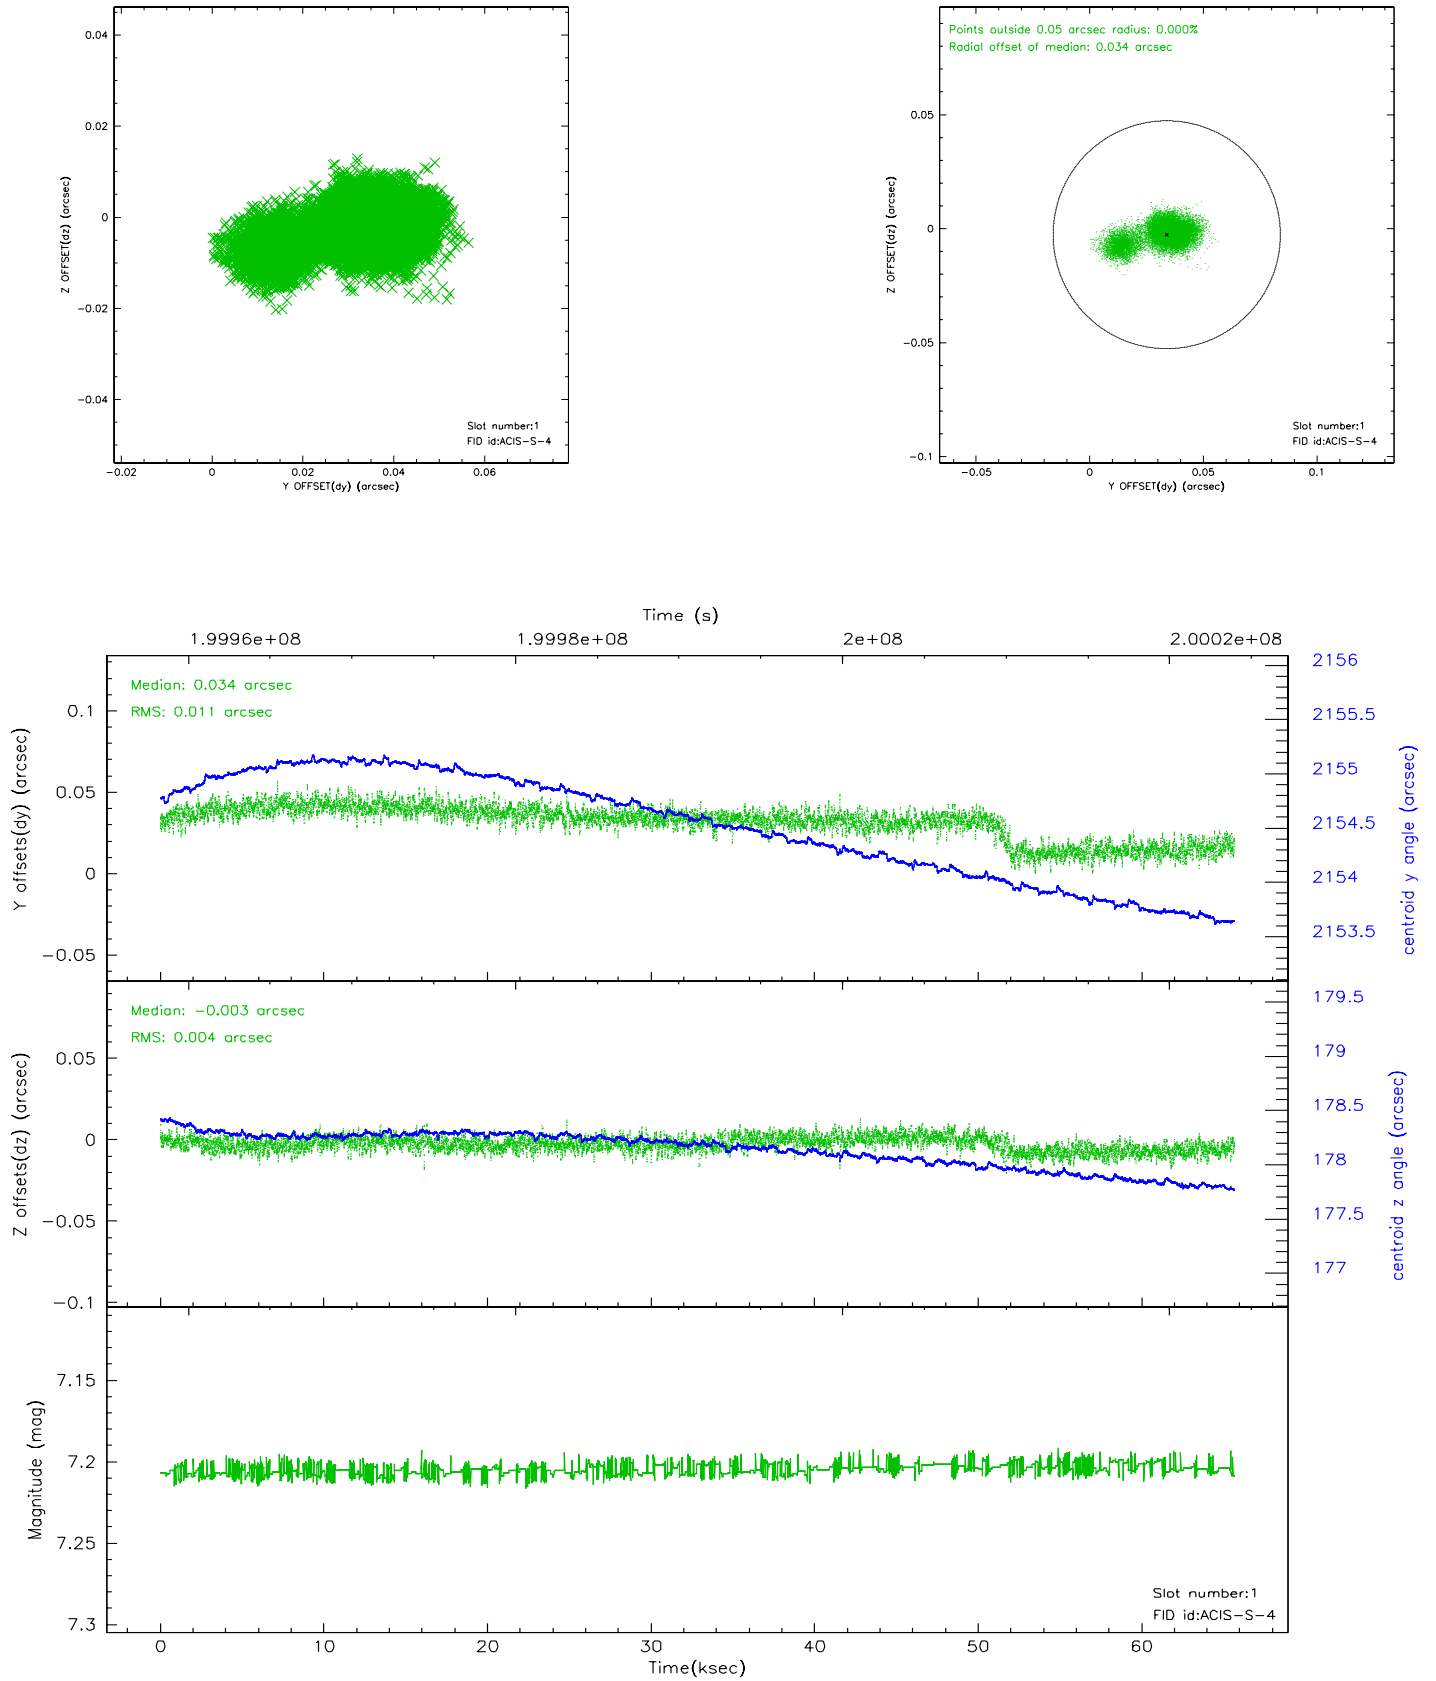 0.04
0.02
0
−0.02
−0.04
Z OFFSET(dz) (arcsec)
Slot number:1
FID id:ACIS−S−4
−0.02 0 0.02 0.04 0.06
Y OFFSET(dy) (arcsec)
Points outside 0.05 arcsec radius: 0.000%
Radial offset of median: 0.034 arcsec
0.05
0
−0.05
−0.1
Z OFFSET(dz) (arcsec)
Slot number:1
FID id:ACIS−S−4
−0.05 0 0.05 0.1
Y OFFSET(dy) (arcsec)
Time (s)
1.9996e+08 1.9998e+08 2e+08 2.0002e+08
Median: 0.034 arcsec
RMS: 0.011 arcsec
0.1
0.05
0
−0.05
Y offsets(dy) (arcsec)
2156
2155.5
2155
2154.5
2154
2153.5
centroid y angle (arcsec)
Median: −0.003 arcsec
RMS: 0.004 arcsec
0.05
0
−0.05
−0.1
Z offsets(dz) (arcsec)
179.5
179
178.5
178
177.5
177
centroid z angle (arcsec)
7.15
7.2
7.25
7.3
Magnitude (mag)
Slot number:1
FID id:ACIS−S−4
0 10 20 30 40 50 60
Time(ksec)